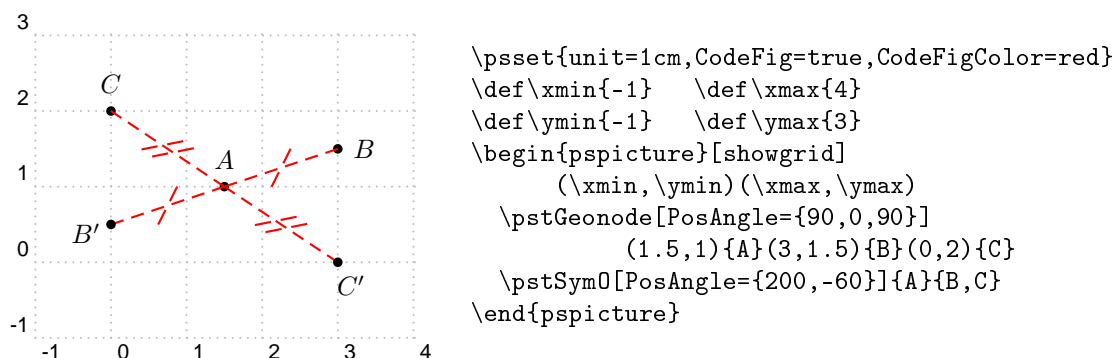 3
2
1
0
-1
-1 0 1 2 3 4
C
A
B
B′
C′
\psset{unit=1cm,CodeFig=true,CodeFigColor=red}
\def\xmin{-1} \def\xmax{4}
\def\ymin{-1} \def\ymax{3}
\begin{pspicture}[showgrid]
(\xmin,\ymin)(\xmax,\ymax)
\pstGeonode[PosAngle={90,0,90}]
(1.5,1){A}(3,1.5){B}(0,2){C}
\pstSymO[PosAngle={200,-60}]{A}{B,C}
\end{pspicture}